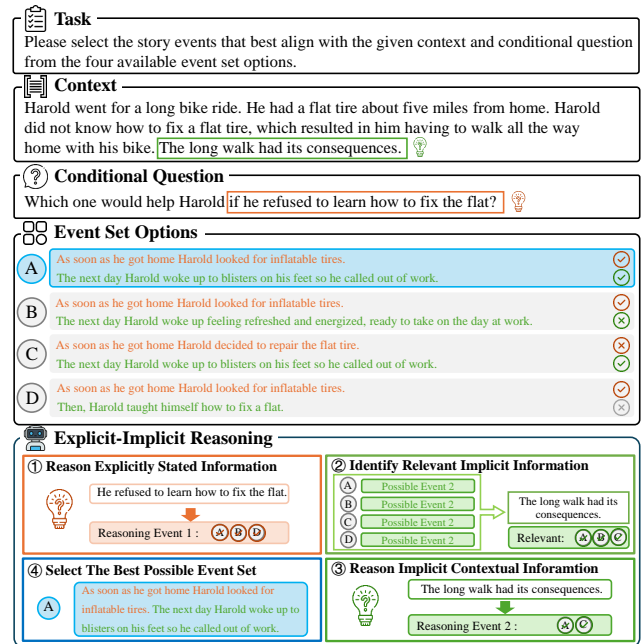 Task
Please select the story events that best align with the given context and conditional question
from the four available event set options.
Context
Harold went for a long bike ride. He had a flat tire about five miles from home. Harold
did not know how to fix a flat tire, which resulted in him having to walk all the way
home with his bike. The long walk had its consequences.
Conditional Question
Which one would help Harold if he refused to learn how to fix the flat?
Event Set Options
A
As soon as he got home Harold looked for inflatable tires.
The next day Harold woke up to blisters on his feet so he called out of work.
B
As soon as he got home Harold looked for inflatable tires.
The next day Harold woke up feeling refreshed and energized, ready to take on the day at work.
C
As soon as he got home Harold decided to repair the flat tire.
The next day Harold woke up to blisters on his feet so he called out of work.
D
As soon as he got home Harold looked for inflatable tires.
Then, Harold taught himself how to fix a flat.
Explicit-Implicit Reasoning
① Reason Explicitly Stated Information
He refused to learn how to fix the flat.
Reasoning Event 1 : A B D
② Identify Relevant Implicit Information
A Possible Event 2
B Possible Event 2
C Possible Event 2
D Possible Event 2
The long walk had its
consequences.
Relevant: A B C
④ Select The Best Possible Event Set
A
As soon as he got home Harold looked for
inflatable tires. The next day Harold woke up to
blisters on his feet so he called out of work.
③ Reason Implicit Contextual Inforamtion
The long walk had its consequences.
Reasoning Event 2 : A C